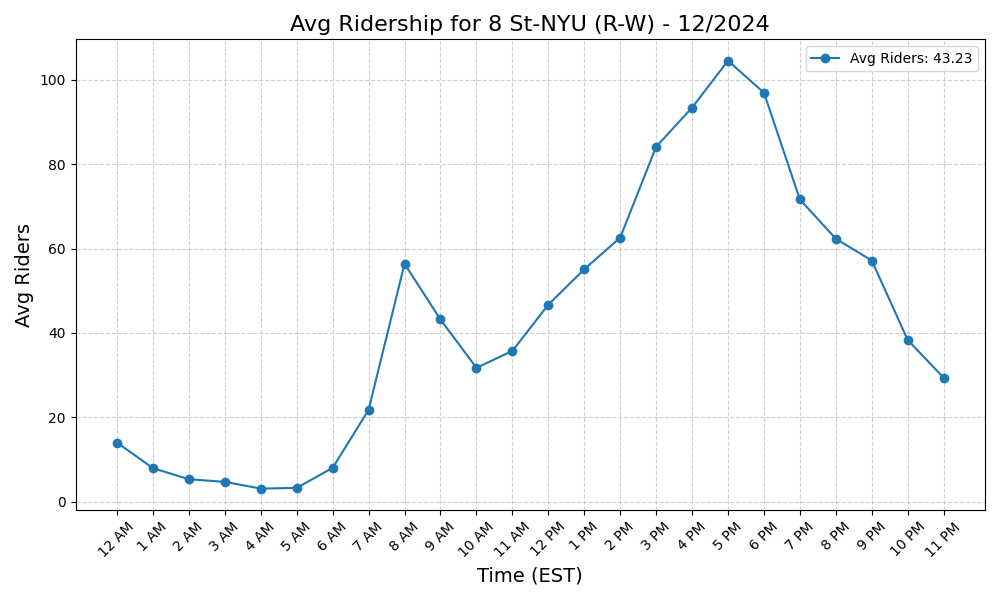 Avg Ridership for 8 St-NYU (R-W) - 12/2024
Avg Riders: 43.23
Avg Riders
100
80
60
40
20
0
12 AM
1 AM
2 AM
3 AM
4 AM
5 AM
6 AM
7 AM
8 AM
9 AM
10 AM
11 AM
12 PM
1 PM
2 PM
3 PM
4 PM
5 PM
6 PM
7 PM
8 PM
9 PM
10 PM
11 PM
Time (EST)